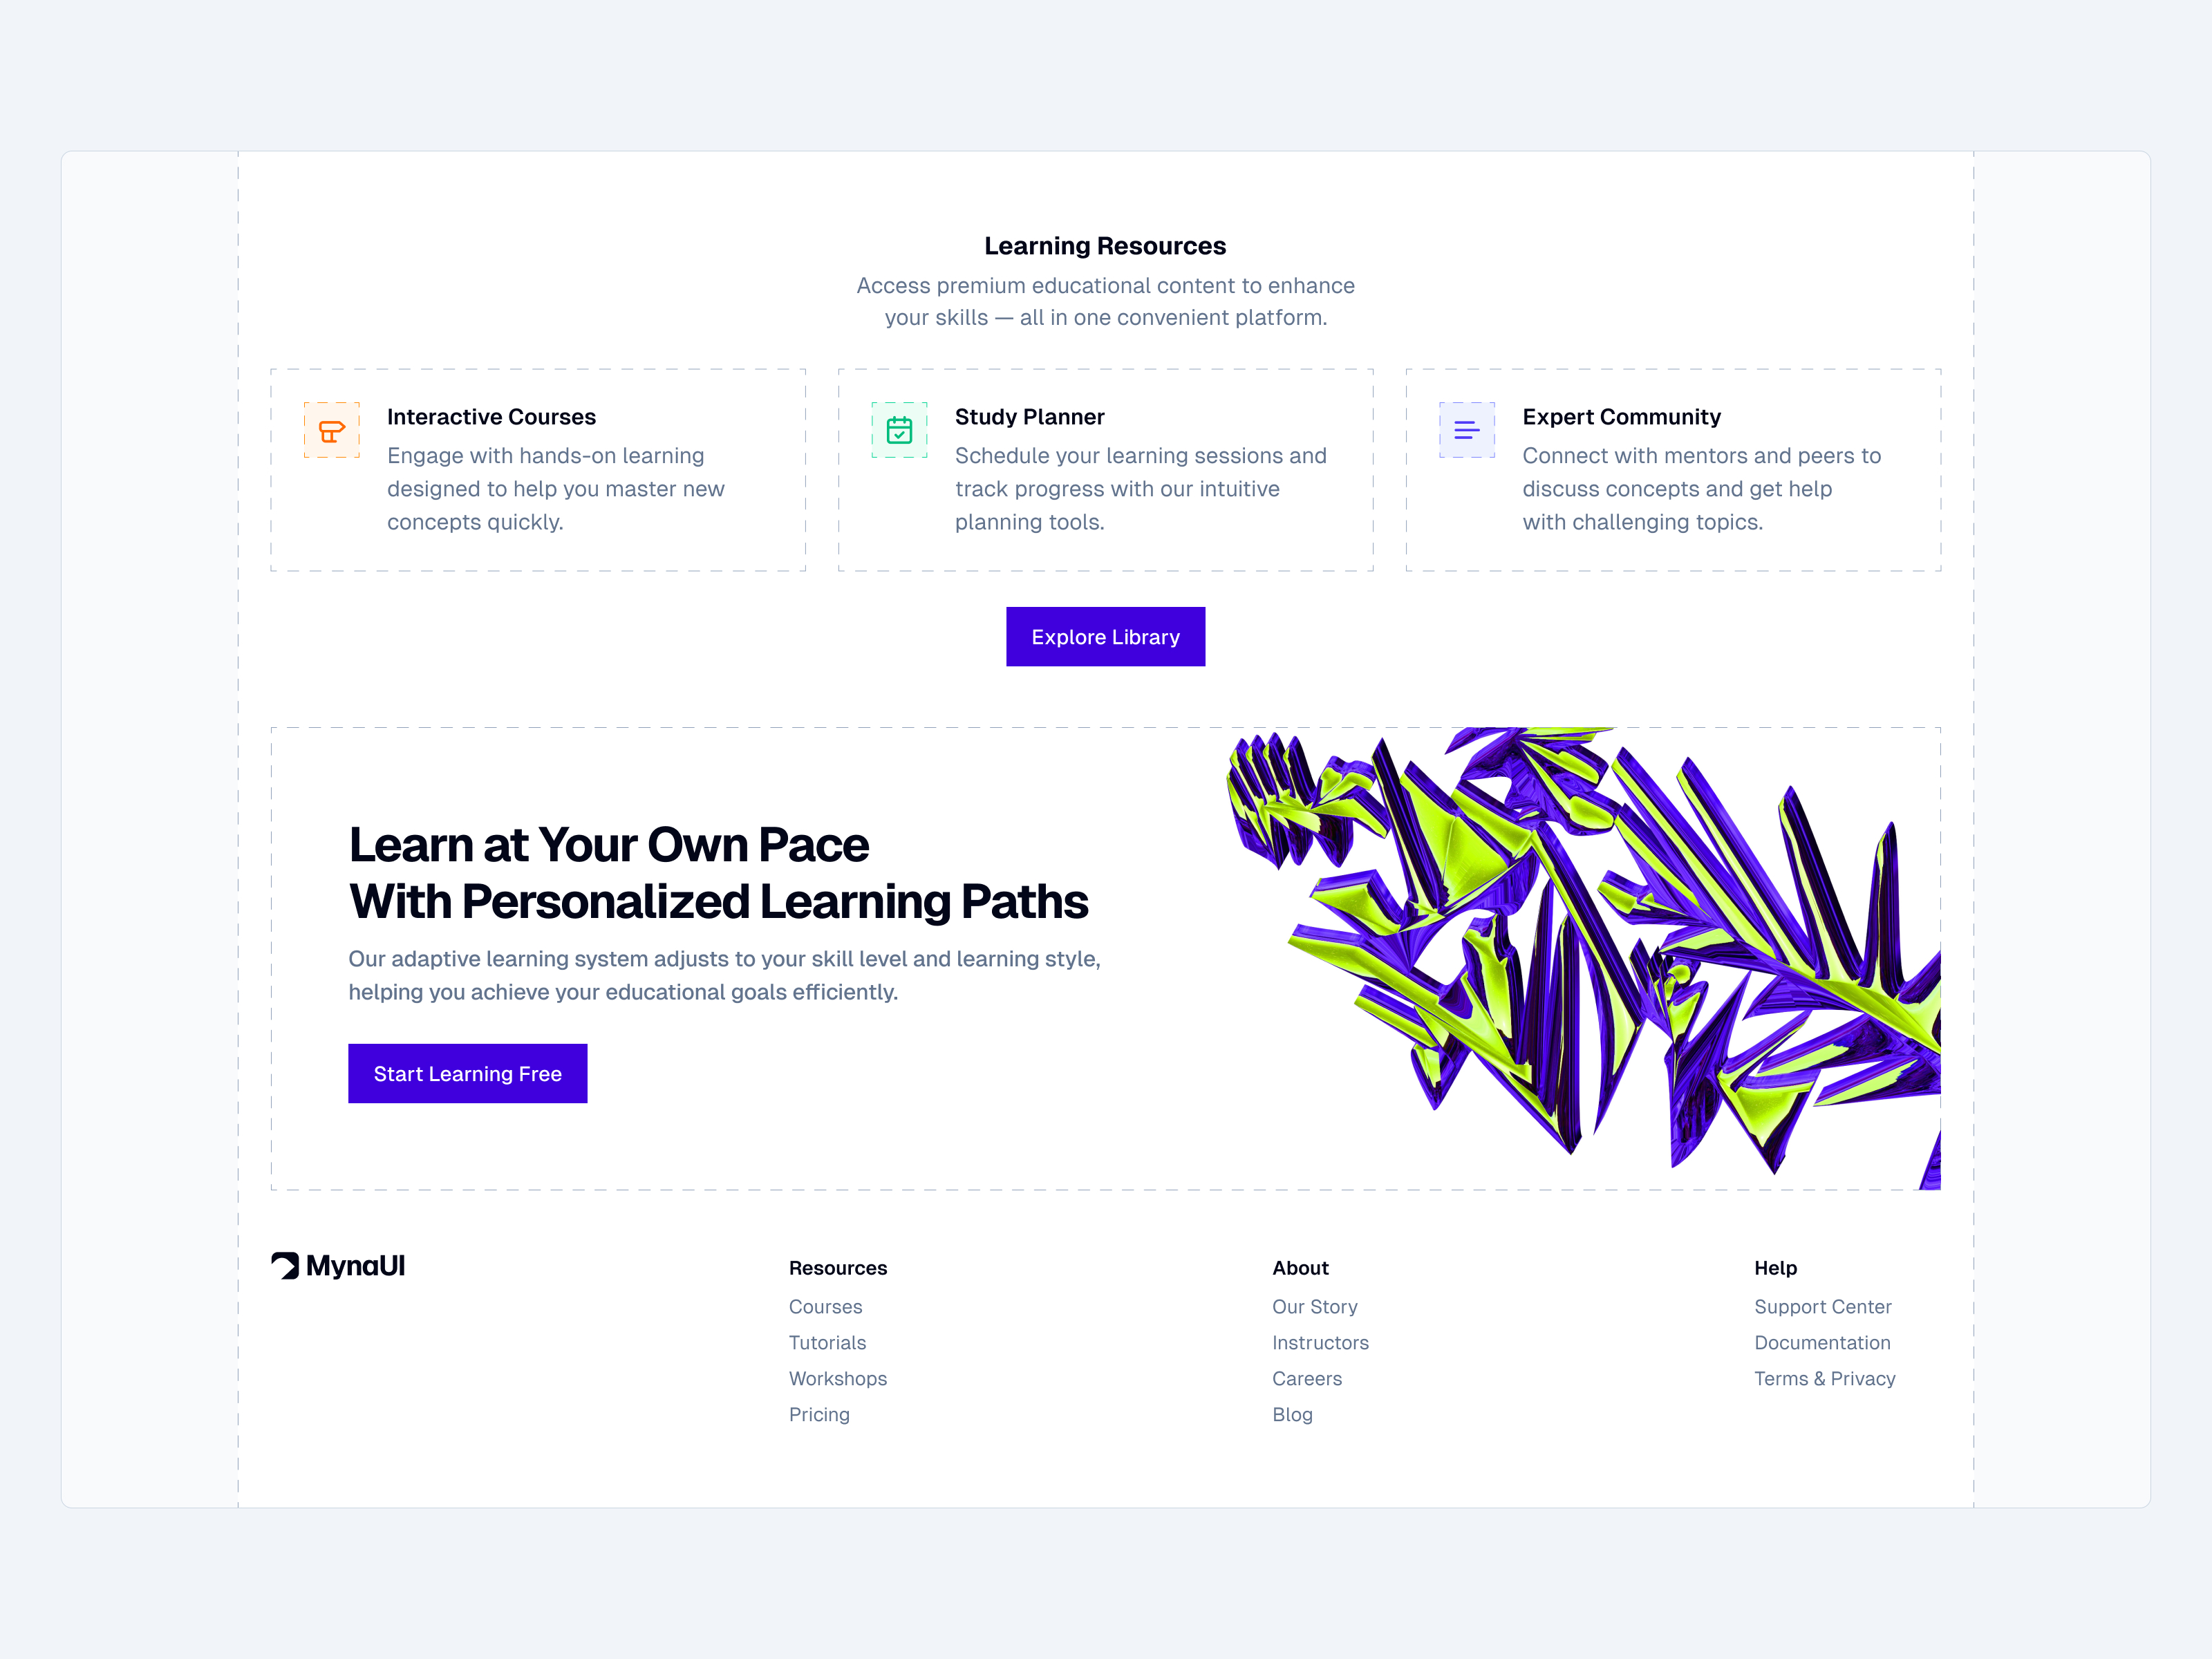 Learning Resources
Access premium educational content to enhance
your skills — all in one convenient platform.
Interactive Courses
Engage with hands-on learning
designed to help you master new
concepts quickly.
Study Planner
Schedule your learning sessions and
track progress with our intuitive
planning tools.
Expert Community
Connect with mentors and peers to
discuss concepts and get help
with challenging topics.
Explore Library
Learn at Your Own Pace
With Personalized Learning Paths
Our adaptive learning system adjusts to your skill level and learning style,
helping you achieve your educational goals efficiently.
Start Learning Free
MynaUI
Resources
Courses
Tutorials
Workshops
Pricing
About
Our Story
Instructors
Careers
Blog
Help
Support Center
Documentation
Terms & Privacy